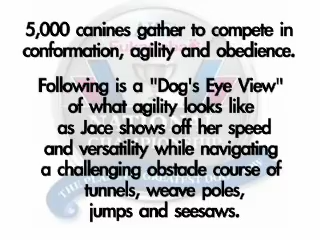 5,000 canines gather to compete in
conformation, agility and obedience.
Following is a "Dog's Eye View"
of what agility looks like
as Jace shows off her speed
and versatility while navigating
a challenging obstacle course of
tunnels, weave poles,
jumps and seesaws.